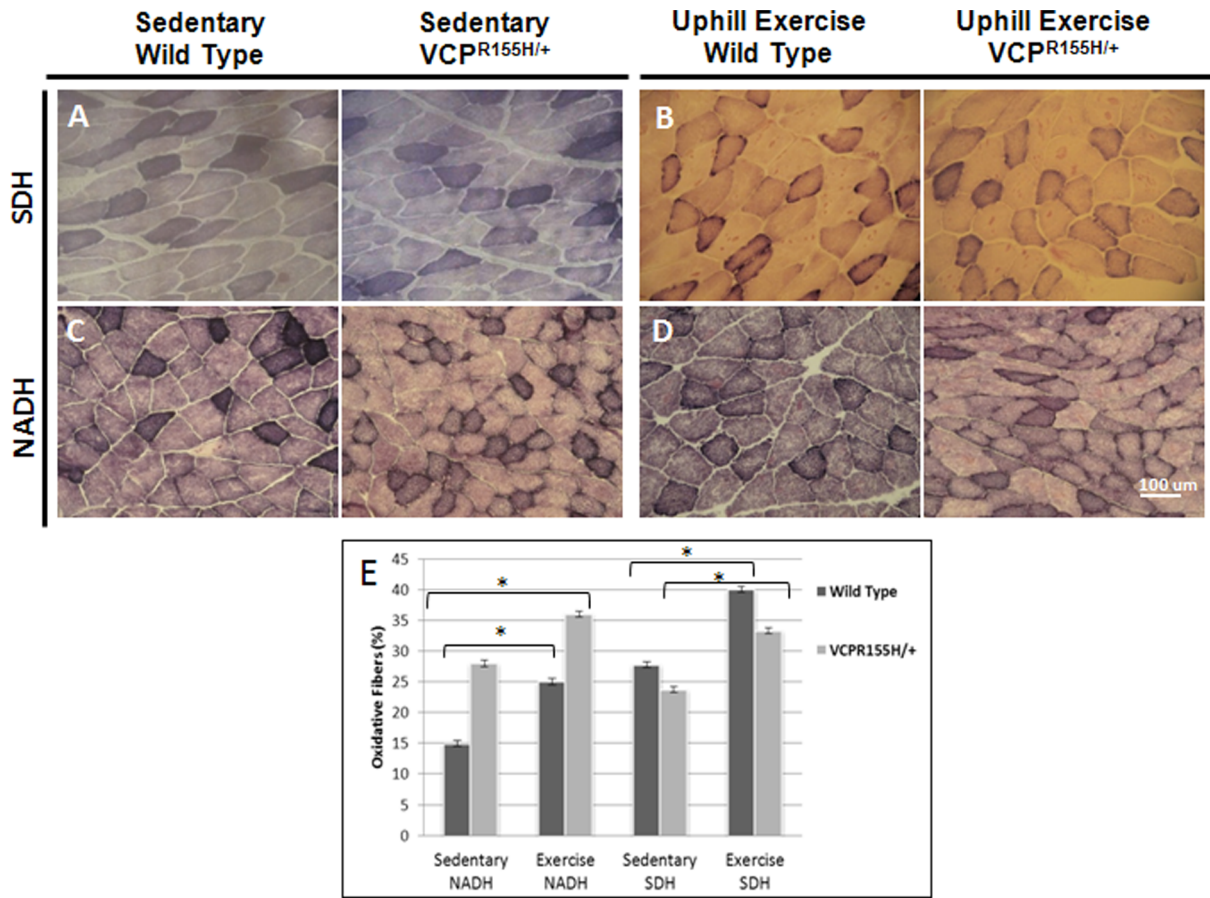 Sedentary
Wild Type
Sedentary
VCPR155H/+
Uphill Exercise
Wild Type
Uphill Exercise
VCPR155H/+
SDH
A
B
NADH
C
D
100 um
E
Oxidative Fibers (%)
45
40
35
30
25
20
15
10
5
0
*
*
*
*
Wild Type
VCPR155H/+
Sedentary
NADH
Exercise
NADH
Sedentary
SDH
Exercise
SDH